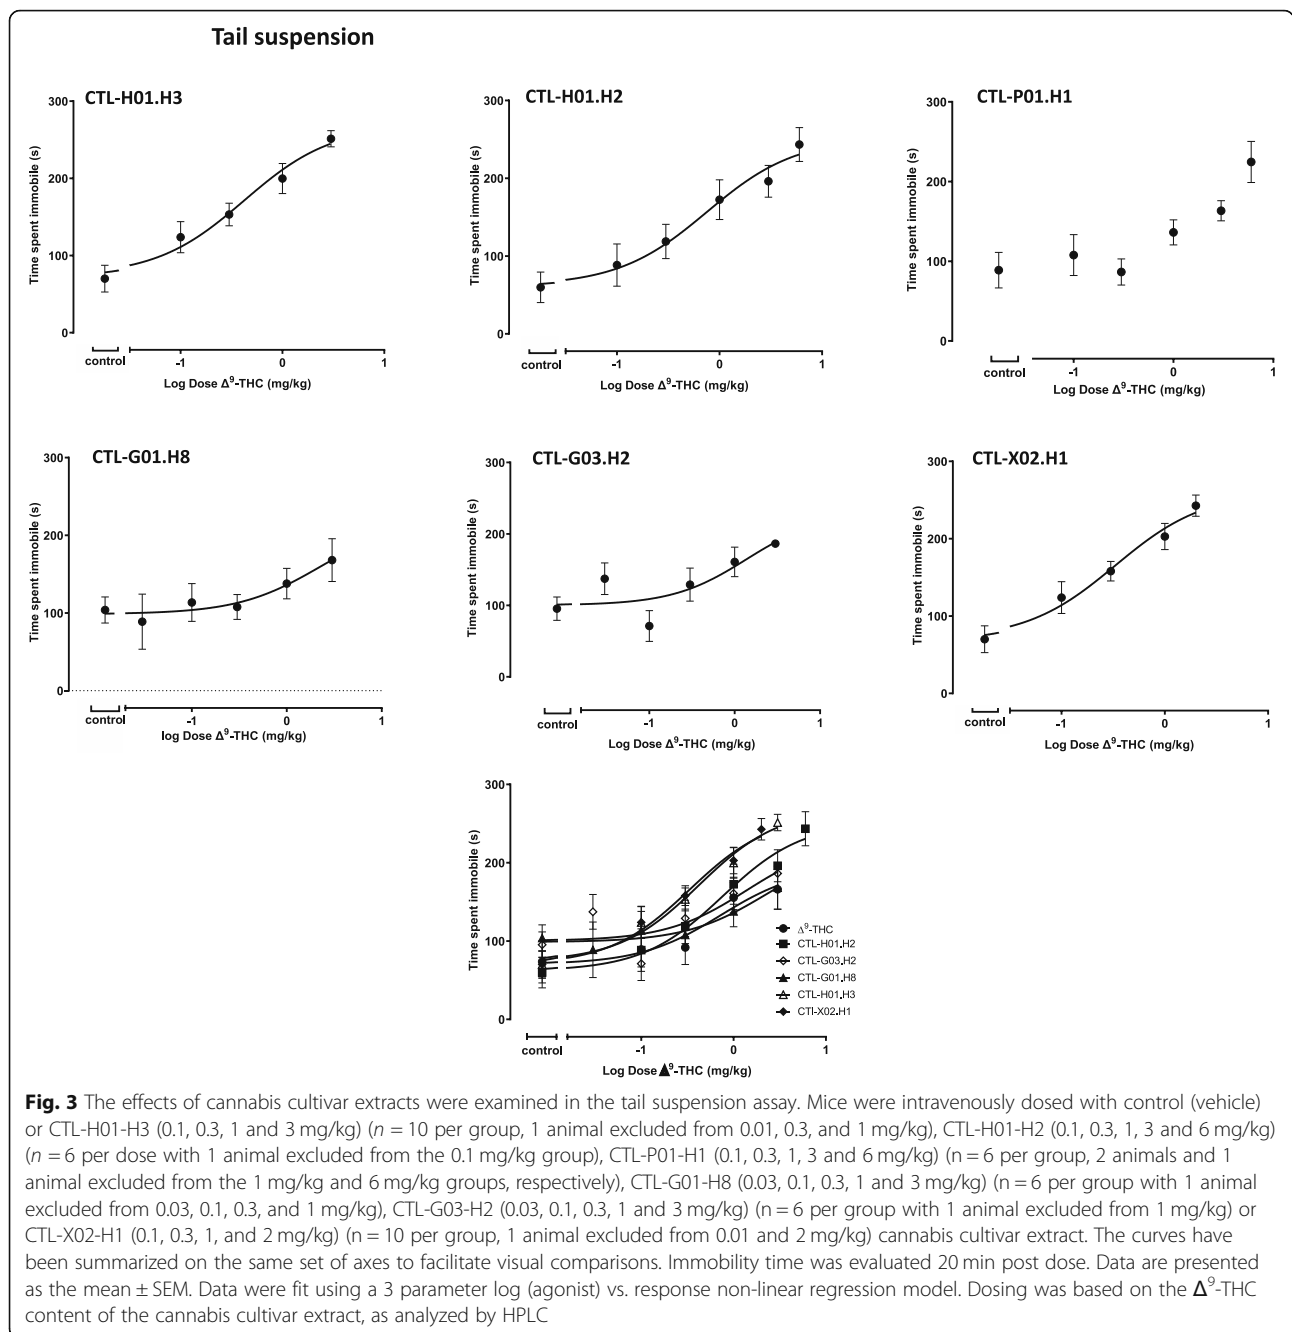 Tail suspension
CTL-H01.H3
300
200
100
0
Time spent immobile (s)
control
-1
0
1
Log Dose Δ⁹-THC (mg/kg)
CTL-H01.H2
300
200
100
0
Time spent immobile (s)
control
-1
0
1
Log Dose Δ⁹-THC (mg/kg)
CTL-P01.H1
300
200
100
0
Time spent immobile (s)
control
-1
0
1
Log Dose Δ⁹-THC (mg/kg)
CTL-G01.H8
300
200
100
0
Time spent immobile (s)
control
-1
0
1
log Dose Δ⁹-THC (mg/kg)
CTL-G03.H2
300
200
100
0
Time spent immobile (s)
control
-1
0
1
Log Dose Δ⁹-THC (mg/kg)
CTL-X02.H1
300
200
100
0
Time spent immobile (s)
control
-1
0
1
Log Dose Δ⁹-THC (mg/kg)
300
200
100
0
Time spent immobile (s)
Δ⁹-THC
CTL-H01.H2
CTL-G03.H2
CTL-G01.H8
CTL-H01.H3
CTI-X02.H1
control
-1
0
1
Log Dose ▲⁹-THC (mg/kg)
Fig. 3 The effects of cannabis cultivar extracts were examined in the tail suspension assay. Mice were intravenously dosed with control (vehicle)
or CTL-H01-H3 (0.1, 0.3, 1 and 3 mg/kg) (n = 10 per group, 1 animal excluded from 0.01, 0.3, and 1 mg/kg), CTL-H01-H2 (0.1, 0.3, 1, 3 and 6 mg/kg)
(n = 6 per dose with 1 animal excluded from the 0.1 mg/kg group), CTL-P01-H1 (0.1, 0.3, 1, 3 and 6 mg/kg) (n = 6 per group, 2 animals and 1
animal excluded from the 1 mg/kg and 6 mg/kg groups, respectively), CTL-G01-H8 (0.03, 0.1, 0.3, 1 and 3 mg/kg) (n = 6 per group with 1 animal
excluded from 0.03, 0.1, 0.3, and 1 mg/kg), CTL-G03-H2 (0.03, 0.1, 0.3, 1 and 3 mg/kg) (n = 6 per group with 1 animal excluded from 1 mg/kg) or
CTL-X02-H1 (0.1, 0.3, 1, and 2 mg/kg) (n = 10 per group, 1 animal excluded from 0.01 and 2 mg/kg) cannabis cultivar extract. The curves have
been summarized on the same set of axes to facilitate visual comparisons. Immobility time was evaluated 20 min post dose. Data are presented
as the mean ± SEM. Data were fit using a 3 parameter log (agonist) vs. response non-linear regression model. Dosing was based on the Δ⁹-THC
content of the cannabis cultivar extract, as analyzed by HPLC